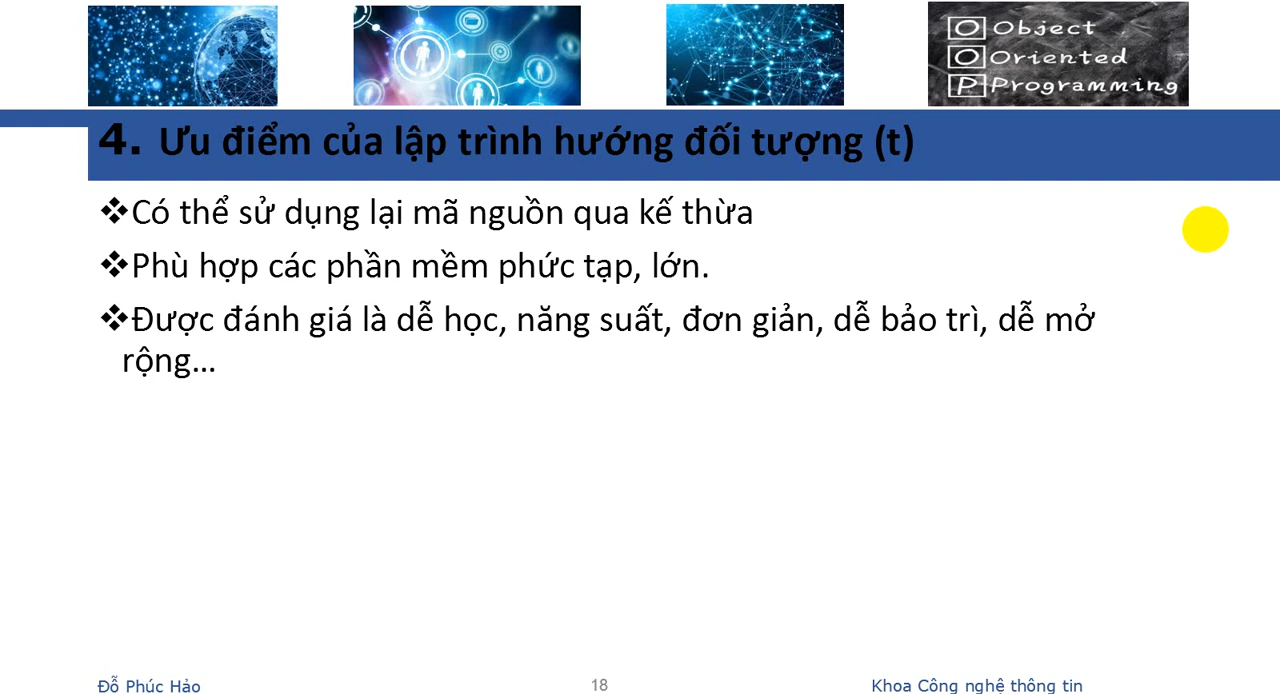 Object
Oriented
Programming
4. Ưu điểm của lập trình hướng đối tượng (t)
❖Có thể sử dụng lại mã nguồn qua kế thừa
❖Phù hợp các phần mềm phức tạp, lớn.
❖Được đánh giá là dễ học, năng suất, đơn giản, dễ bảo trì, dễ mở
rộng...
Đỗ Phúc Hảo
18
Khoa Công nghệ thông tin